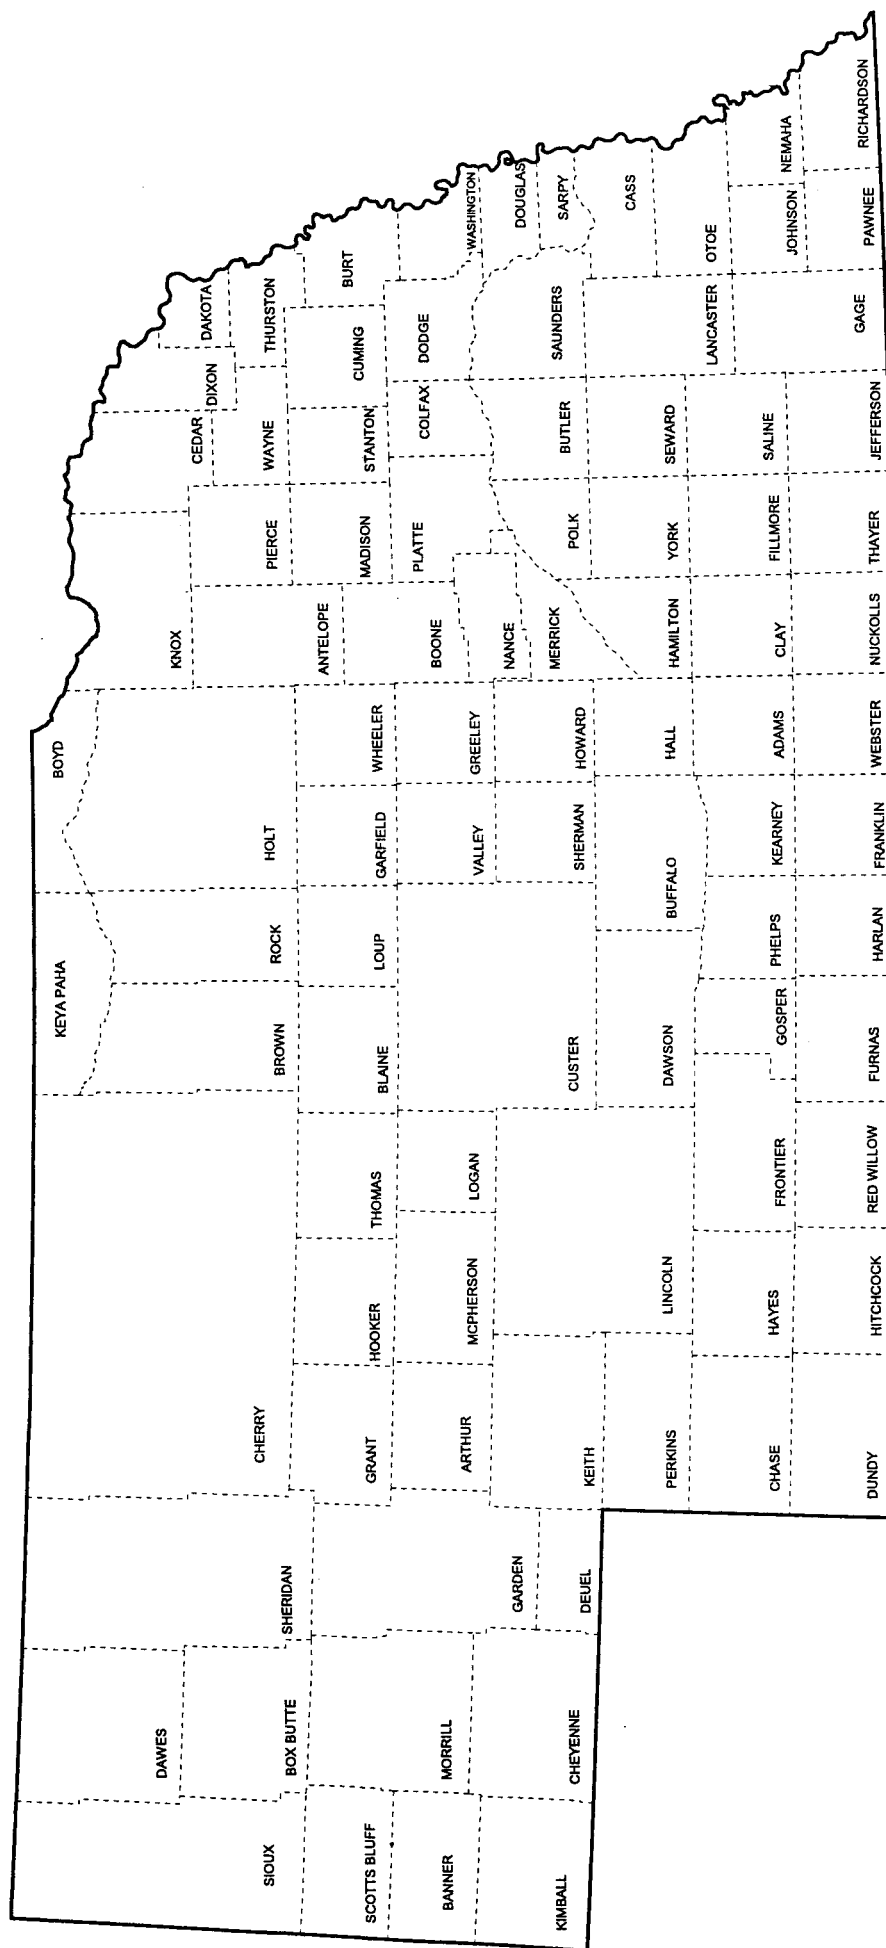 BOYD
KEYA PAHA
KNOX
CEDAR
DIXON
DAKOTA
DAWES
SIOUX
BOX BUTTE
SHERIDAN
CHERRY
BROWN
ROCK
HOLT
ANTELOPE
PIERCE
WAYNE
THURSTON
SCOTTS BLUFF
GRANT
HOOKER
THOMAS
BLAINE
LOUP
GARFIELD
WHEELER
MADISON
STANTON
CUMING
BURT
BANNER
MORRILL
ARTHUR
MCPHERSON
LOGAN
VALLEY
GREELEY
BOONE
PLATTE
COLFAX
DODGE
WASHINGTON
KIMBALL
CHEYENNE
GARDEN
DEUEL
KEITH
CUSTER
SHERMAN
HOWARD
NANCE
MERRICK
POLK
BUTLER
SAUNDERS
DOUGLAS
SARPY
PERKINS
LINCOLN
DAWSON
BUFFALO
HALL
HAMILTON
YORK
SEWARD
LANCASTER
CASS
OTOE
CHASE
HAYES
FRONTIER
GOSPER
PHELPS
KEARNEY
ADAMS
CLAY
FILLMORE
SALINE
JOHNSON
NEMAHA
DUNDY
HITCHCOCK
RED WILLOW
FURNAS
HARLAN
FRANKLIN
WEBSTER
NUCKOLLS
THAYER
JEFFERSON
GAGE
PAWNEE
RICHARDSON